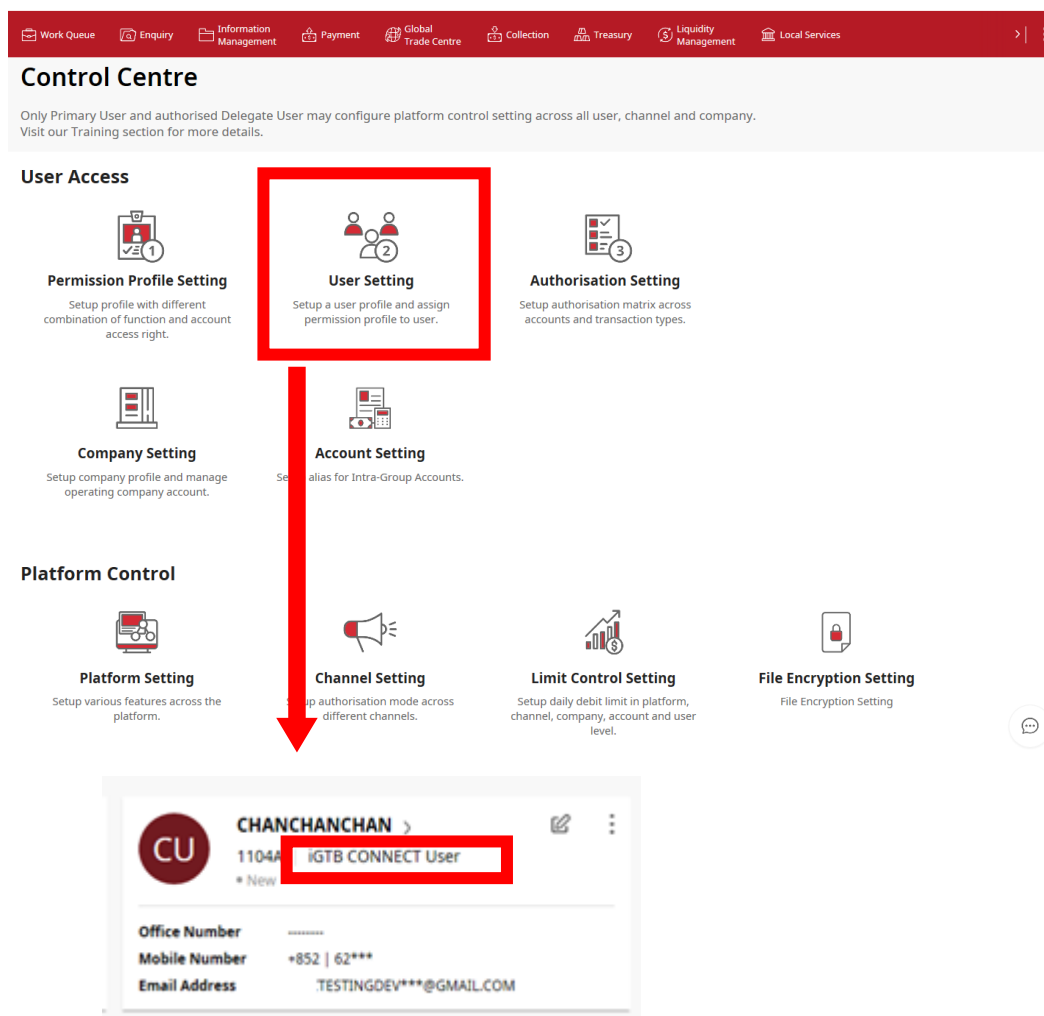 Work Queue
Enquiry
Information
Management
Payment
Global
Trade Centre
Collection
Treasury
Liquidity
Management
Local Services
Control Centre
Only Primary User and authorised Delegate User may configure platform control setting across all user, channel and company.
Visit our Training section for more details.
User Access
1
Permission Profile Setting
Setup profile with different
combination of function and account
access right.
2
User Setting
Setup a user profile and assign
permission profile to user.
3
Authorisation Setting
Setup authorisation matrix across
accounts and transaction types.
Company Setting
Setup company profile and manage
operating company account.
Account Setting
alias for Intra-Group Accounts.
Platform Control
Platform Setting
Setup various features across the
platform.
Channel Setting
up authorisation mode across
different channels.
Limit Control Setting
Setup daily debit limit in platform,
channel, company, account and user
level.
File Encryption Setting
File Encryption Setting
CU
CHANCHANCHAN >
1104A iGTB CONNECT User
• New
Office Number --------
Mobile Number +852 | 62***
Email Address :TESTINGDEV***@GMAIL.COM